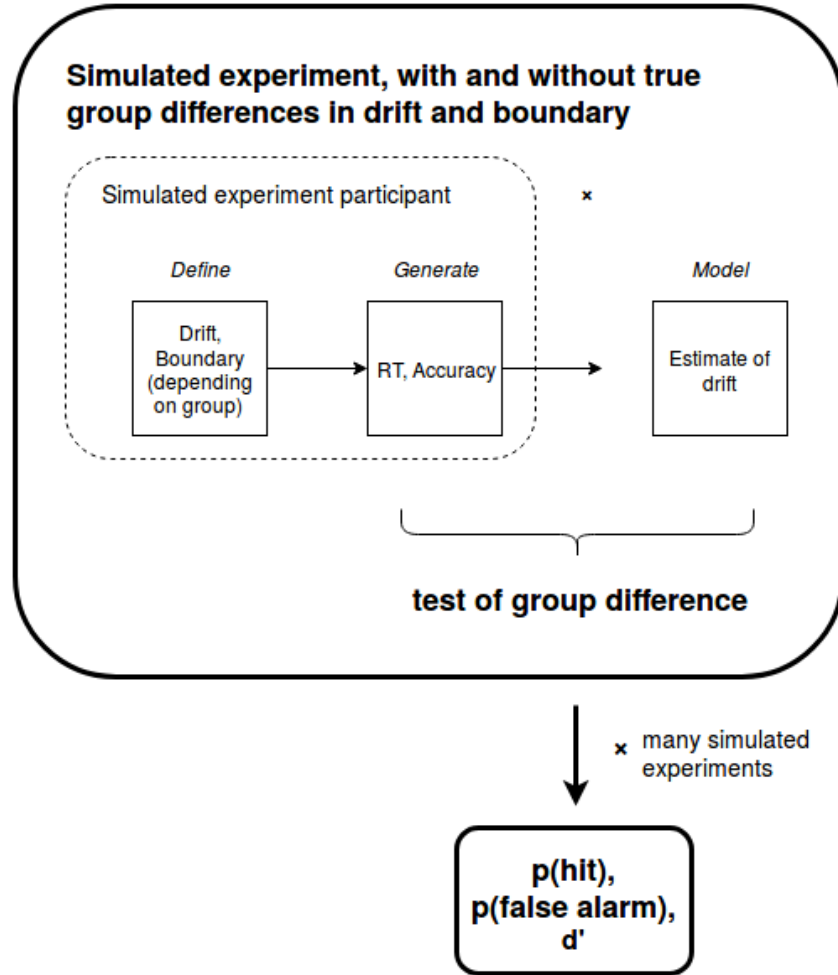 Simulated experiment, with and without true
group differences in drift and boundary
Simulated experiment participant
×
Define
Generate
Model
Drift,
Boundary
(depending
on group)
RT, Accuracy
Estimate of
drift
test of group difference
× many simulated
experiments
p(hit),
p(false alarm),
d'